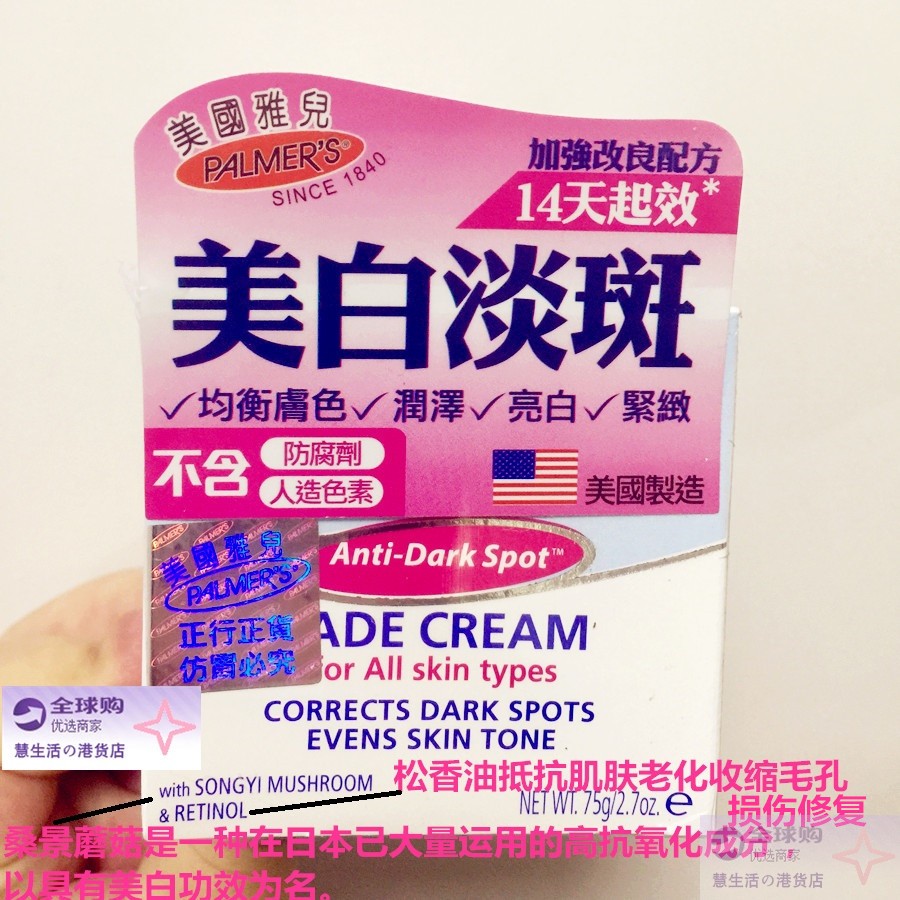 美國雅兒
PALMER'S®
SINCE 1840
加強改良配方
14天起效*
美白淡斑
✓均衡膚色✓潤澤✓亮白✓緊緻
不含
防腐劑
人造色素
美國製造
美國雅兒
PALMER'S®
正行正貨
仿冒必究
Anti-Dark Spot™
ADE CREAM
for All skin types
CORRECTS DARK SPOTS
EVENS SKIN TONE
with SONGYI MUSHROOM
& RETINOL
NET WT. 75g/2.7oz. e
全球购
优选商家
慧生活の港货店
松香油抵抗肌肤老化收缩毛孔
损伤修复
桑景蘑菇是一种在日本已大量运用的高抗氧化成分，
以具有美白功效为名。
全球购
优选商家
慧生活の港货店